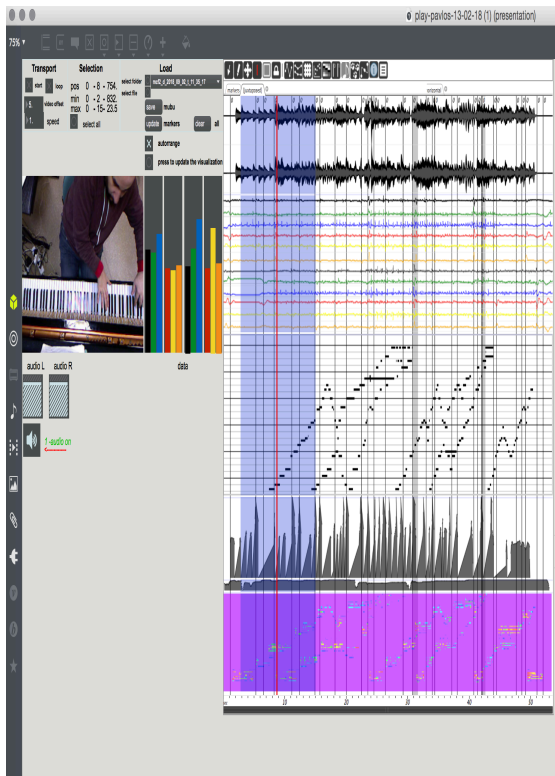 play-pavlos-13-02-18 (1) (presentation)
75% ▾
Transport Selection Load
start loop
pos 0 ÷ 8 ÷ 754.
min 0 ÷ 2 ÷ 832.
max 0 ÷ 15÷ 23.5
5. video offset
1. speed
select all
select folder
select file
save mubu
update markers clear all
X autorrange
press to update the visualization
markers
audio L audio R data
1 -audio on
10 20 30 40 50